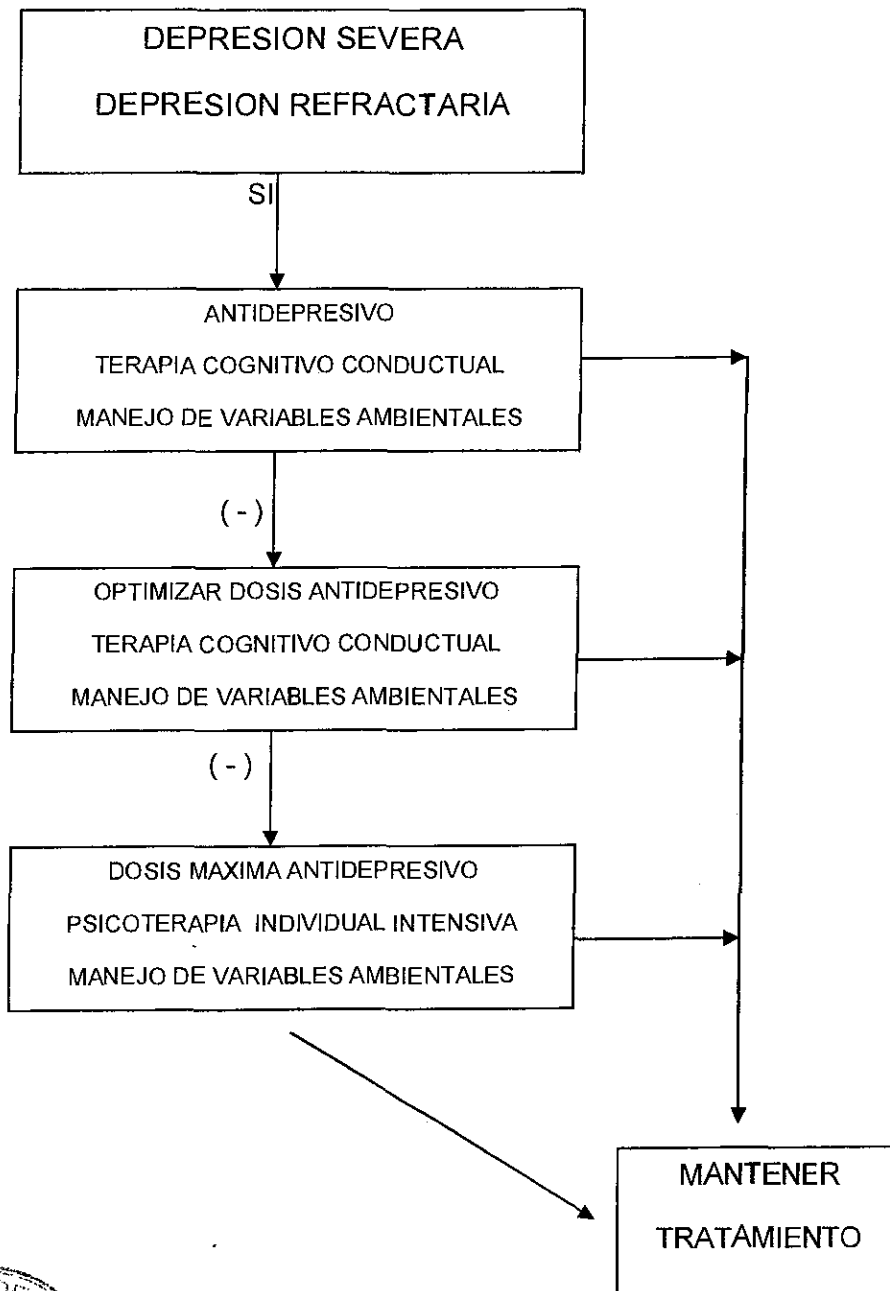 DEPRESION SEVERA
DEPRESION REFRACTARIA
SI
ANTIDEPRESIVO
TERAPIA COGNITIVO CONDUCTUAL
MANEJO DE VARIABLES AMBIENTALES
(-)
OPTIMIZAR DOSIS ANTIDEPRESIVO
TERAPIA COGNITIVO CONDUCTUAL
MANEJO DE VARIABLES AMBIENTALES
(-)
DOSIS MAXIMA ANTIDEPRESIVO
PSICOTERAPIA INDIVIDUAL INTENSIVA
MANEJO DE VARIABLES AMBIENTALES
MANTENER
TRATAMIENTO